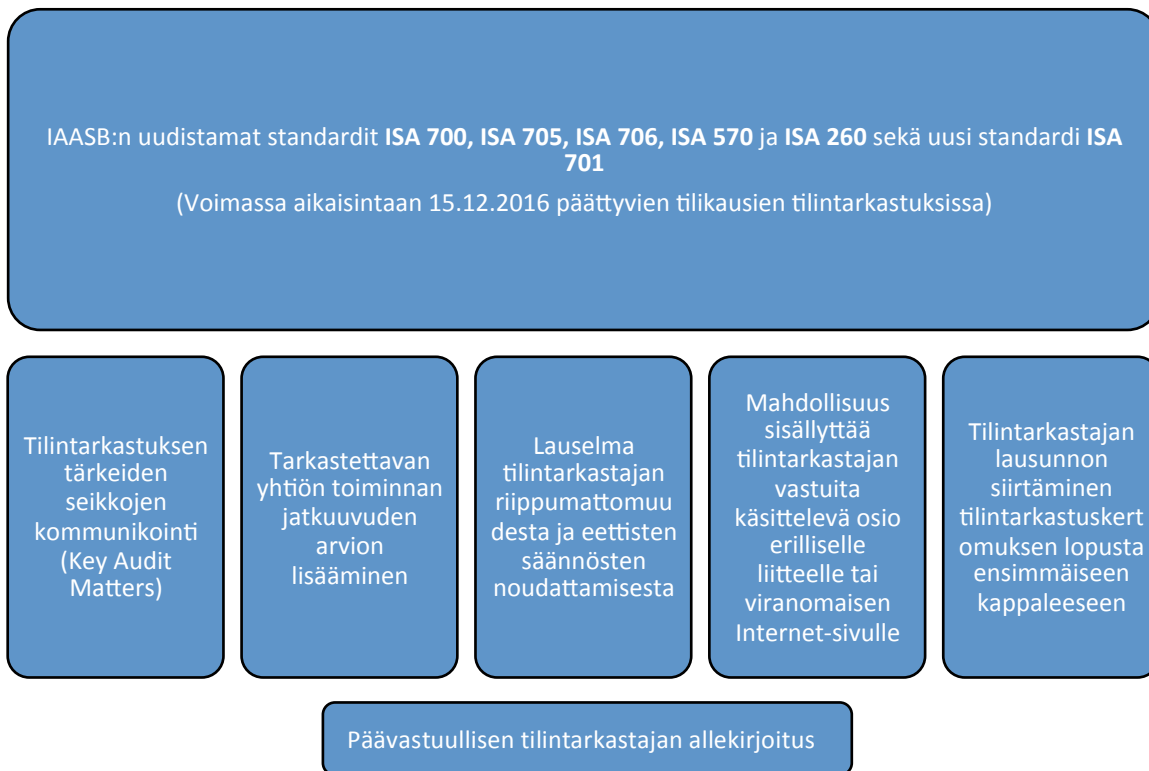 IAASB:n uudistamat standardit ISA 700, ISA 705, ISA 706, ISA 570 ja ISA 260 sekä uusi standardi ISA
701
(Voimassa aikaisintaan 15.12.2016 päättyvien tilikausien tilintarkastuksissa)
Tilintarkastuksen
tärkeiden
seikkojen
kommunikointi
(Key Audit
Matters)
Tarkastettavan
yhtiön toiminnan
jatkuvuuden
arvion
lisääminen
Lauselma
tilintarkastajan
riippumattomuu
desta ja eettisten
säännösten
noudattamisesta
Mahdollisuus
sisällyttää
tilintarkastajan
vastuita
käsittelevä osio
erilliselle
liitteelle tai
viranomaisen
Internet-sivulle
Tilintarkastajan
lausunnon
siirtäminen
tilintarkastuskert
omuksen lopusta
ensimmäiseen
kappaleeseen
Päävastuullisen tilintarkastajan allekirjoitus